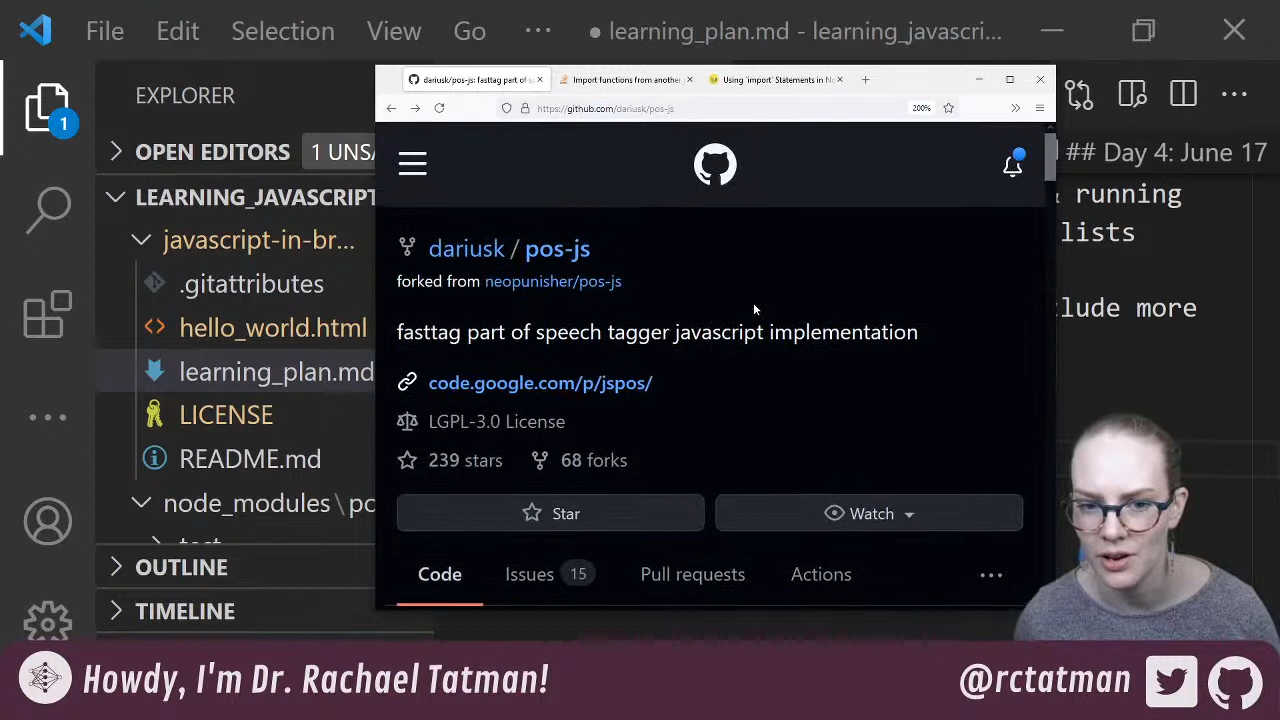 File Edit Selection View Go ··· ● learning_plan.md - learning_javascri...
EXPLORER
OPEN EDITORS 1 UNSA
LEARNING_JAVASCRIPT
javascript-in-br...
.gitattributes
hello_world.html
learning_plan.md
LICENSE
README.md
node_modules \
test
OUTLINE
TIMELINE
1
## Day 4: June 17
running
lists
clude more
dariusk/pos-js: fasttag part of
Import functions from another
Using 'import' Statements in
https://github.com/dariusk/pos-js
200%
dariusk / pos-js
forked from neopunisher/pos-js
fasttag part of speech tagger javascript implementation
code.google.com/p/jspos/
LGPL-3.0 License
239 stars 68 forks
Star Watch
Code Issues 15 Pull requests Actions ···
Howdy, I'm Dr. Rachael Tatman! @rctatman